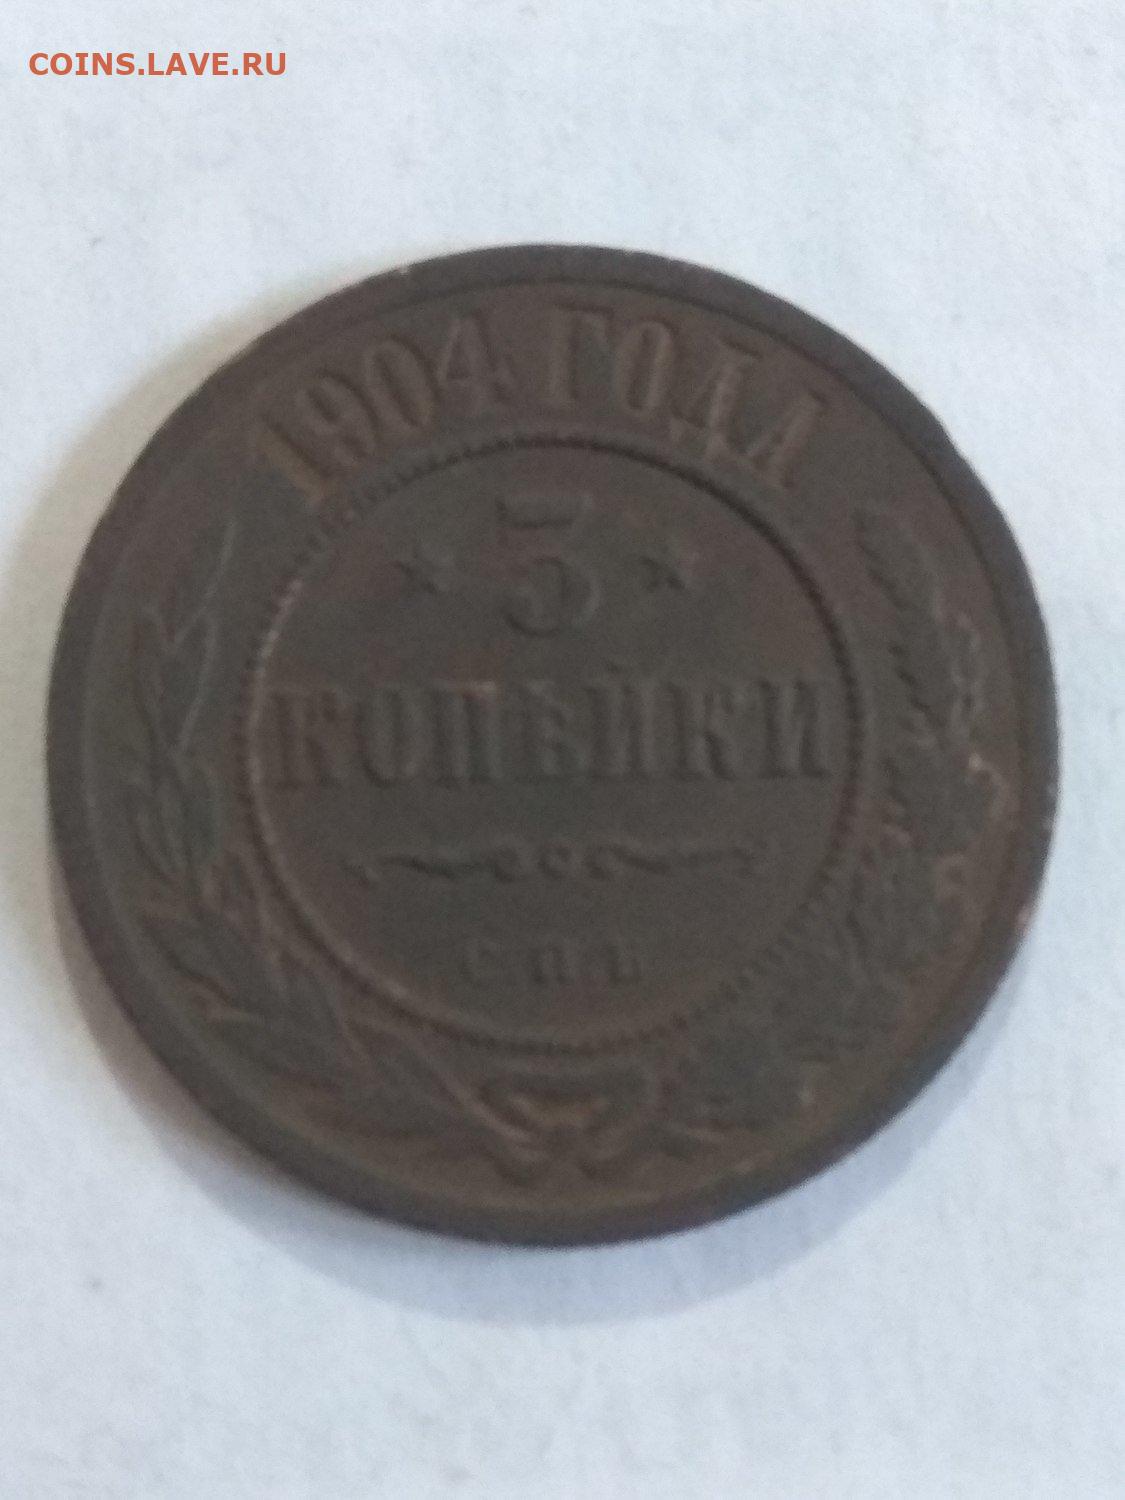 COINS.LAVE.RU
1904 ГОДА
* 3 *
КОПѢЙКИ
С П Б